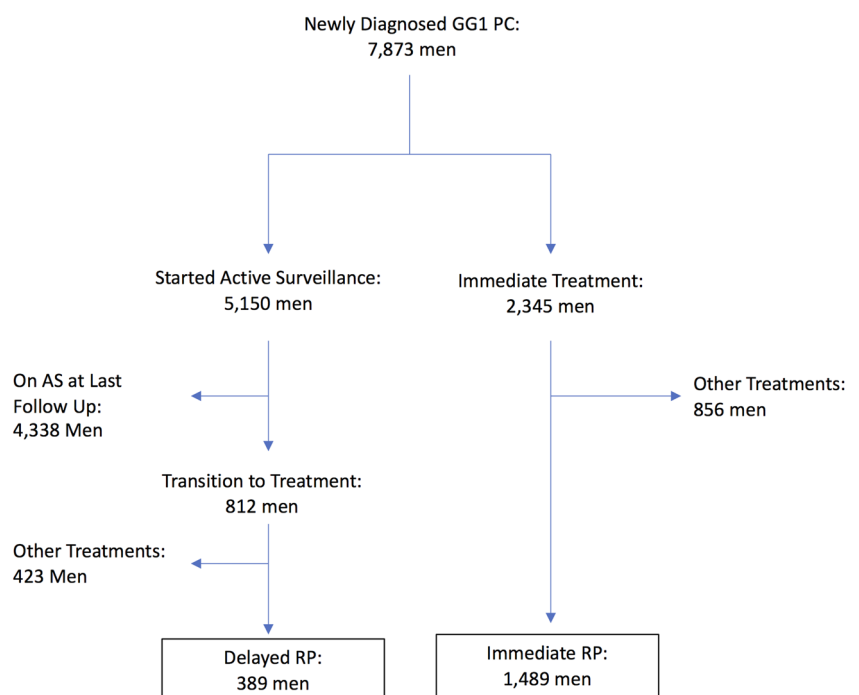 Newly Diagnosed GG1 PC:
7,873 men
Started Active Surveillance:
5,150 men
Immediate Treatment:
2,345 men
On AS at Last
Follow Up:
4,338 Men
Other Treatments:
856 men
Transition to Treatment:
812 men
Other Treatments:
423 Men
Delayed RP:
389 men
Immediate RP:
1,489 men